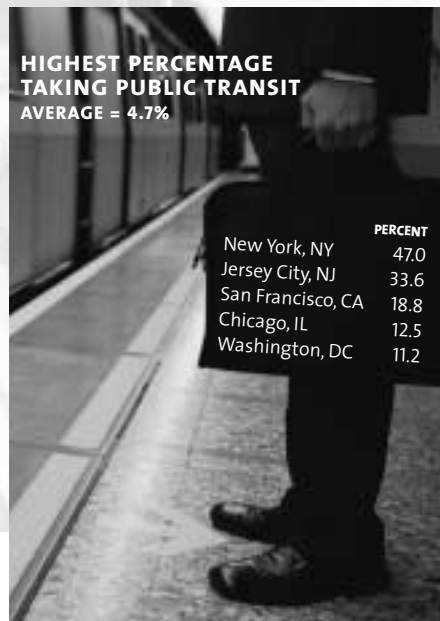 HIGHEST PERCENTAGE
TAKING PUBLIC TRANSIT
AVERAGE = 4.7%
PERCENT
New York, NY 47.0
Jersey City, NJ 33.6
San Francisco, CA 18.8
Chicago, IL 12.5
Washington, DC 11.2